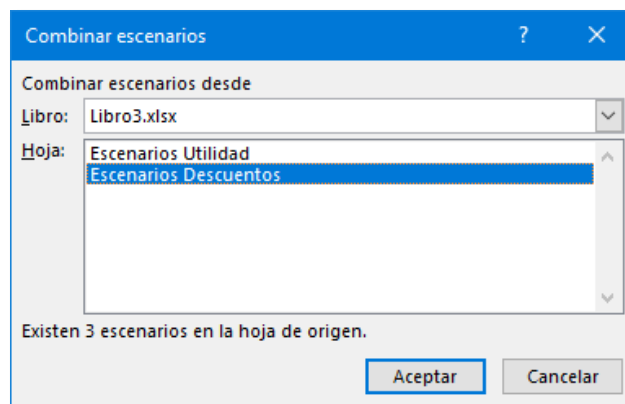 Combinar escenarios ?
Combinar escenarios desde
Libro: Libro3.xlsx
Hoja: Escenarios Utilidad
Escenarios Descuentos
Existen 3 escenarios en la hoja de origen.
Aceptar Cancelar